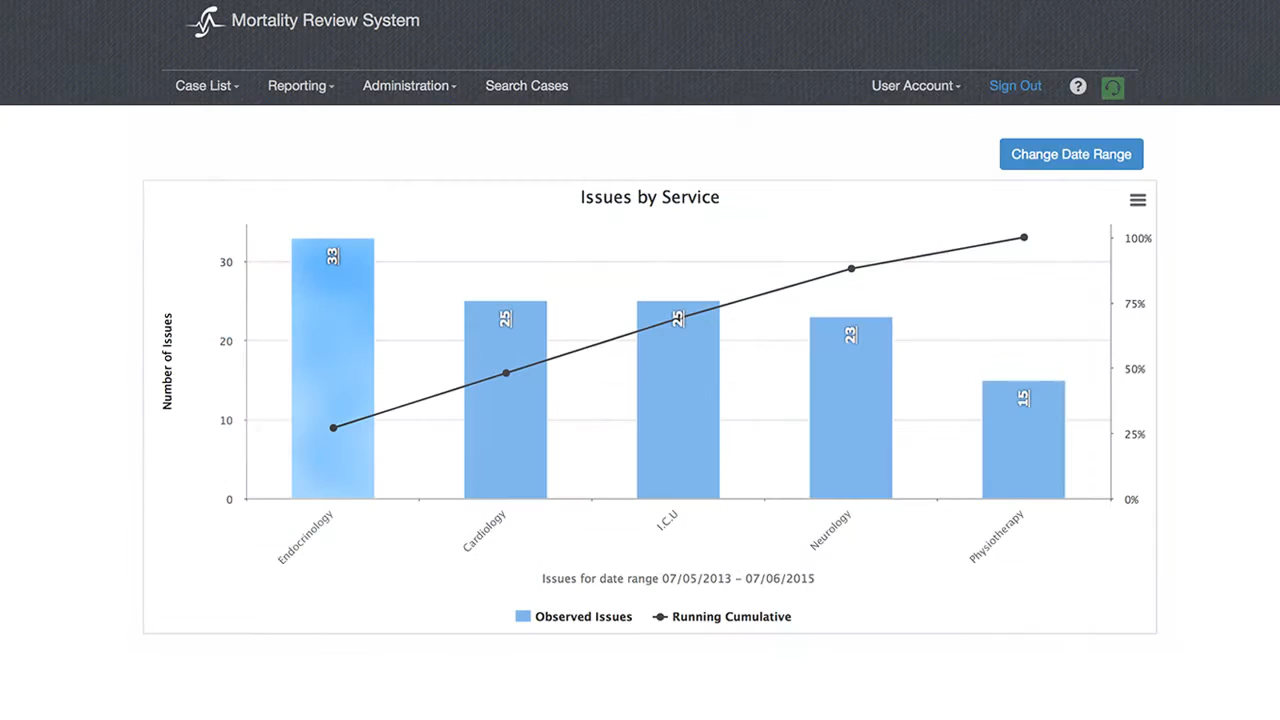 Mortality Review System
Case List Reporting Administration Search Cases User Account Sign Out ?
Change Date Range
Issues by Service
Number of Issues
30
20
10
0
33
25
25
23
15
100%
75%
50%
25%
0%
Endocrinology
Cardiology
I.C.U
Neurology
Physiotherapy
Issues for date range 07/05/2013 - 07/06/2015
Observed Issues Running Cumulative